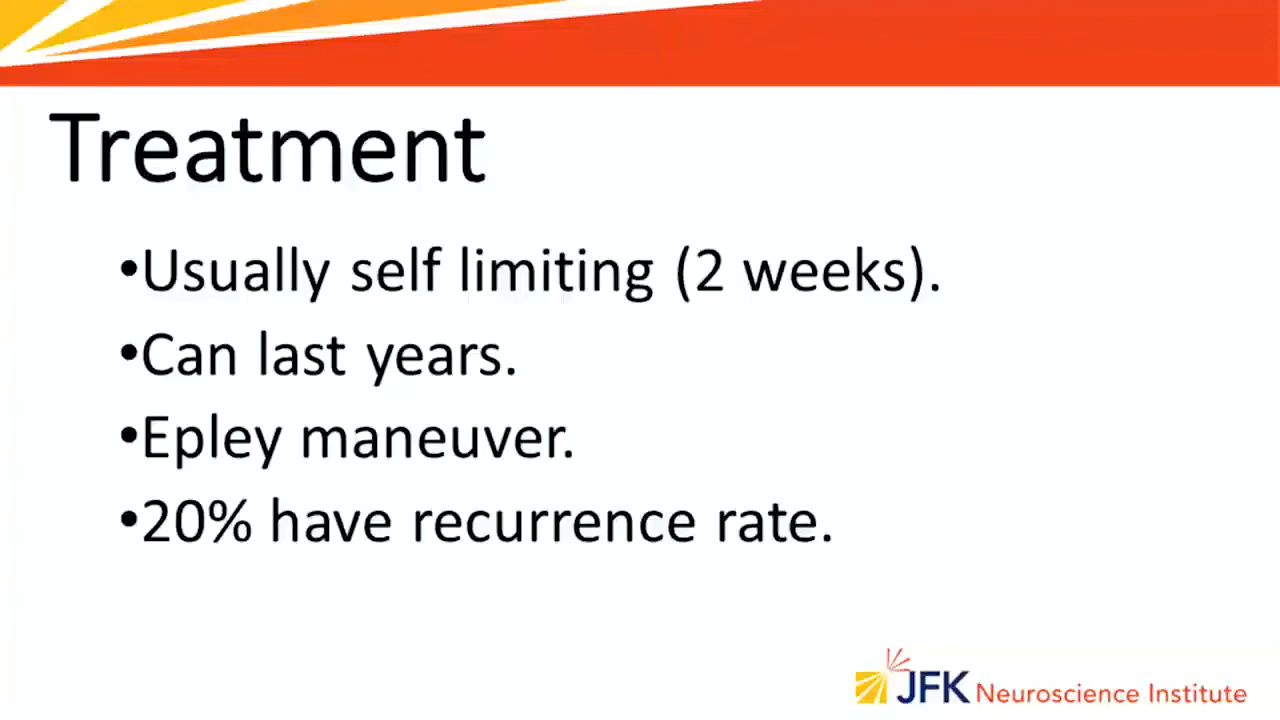 Treatment
•Usually self limiting (2 weeks).
•Can last years.
•Epley maneuver.
•20% have recurrence rate.
JFK Neuroscience Institute